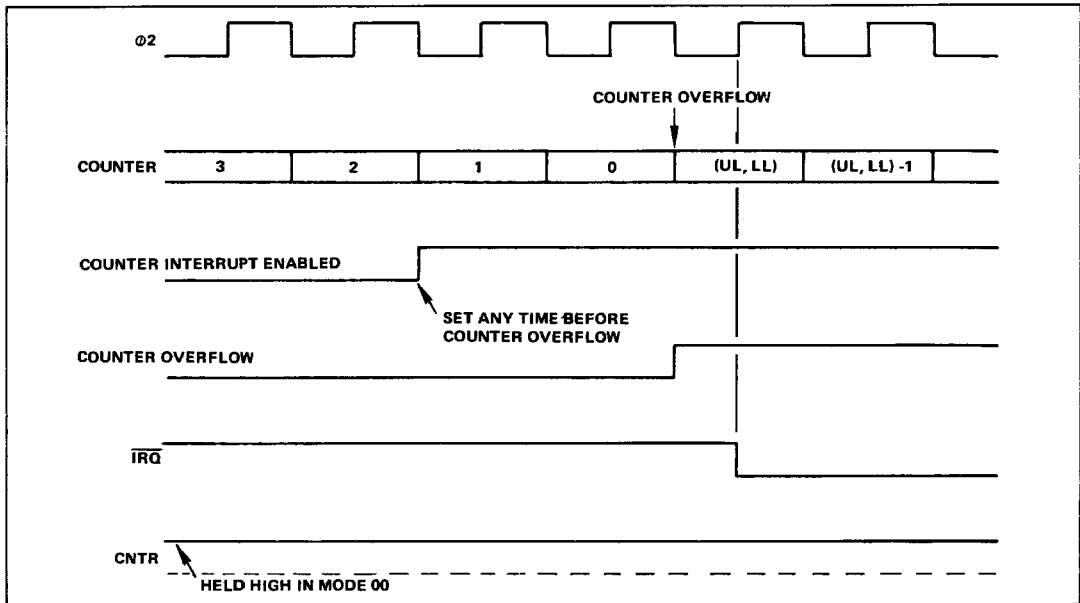 Ø2
COUNTER OVERFLOW
COUNTER 3 2 1 0 (UL, LL) (UL, LL) -1
COUNTER INTERRUPT ENABLED
SET ANY TIME BEFORE
COUNTER OVERFLOW
COUNTER OVERFLOW
IRQ
CNTR
HELD HIGH IN MODE 00